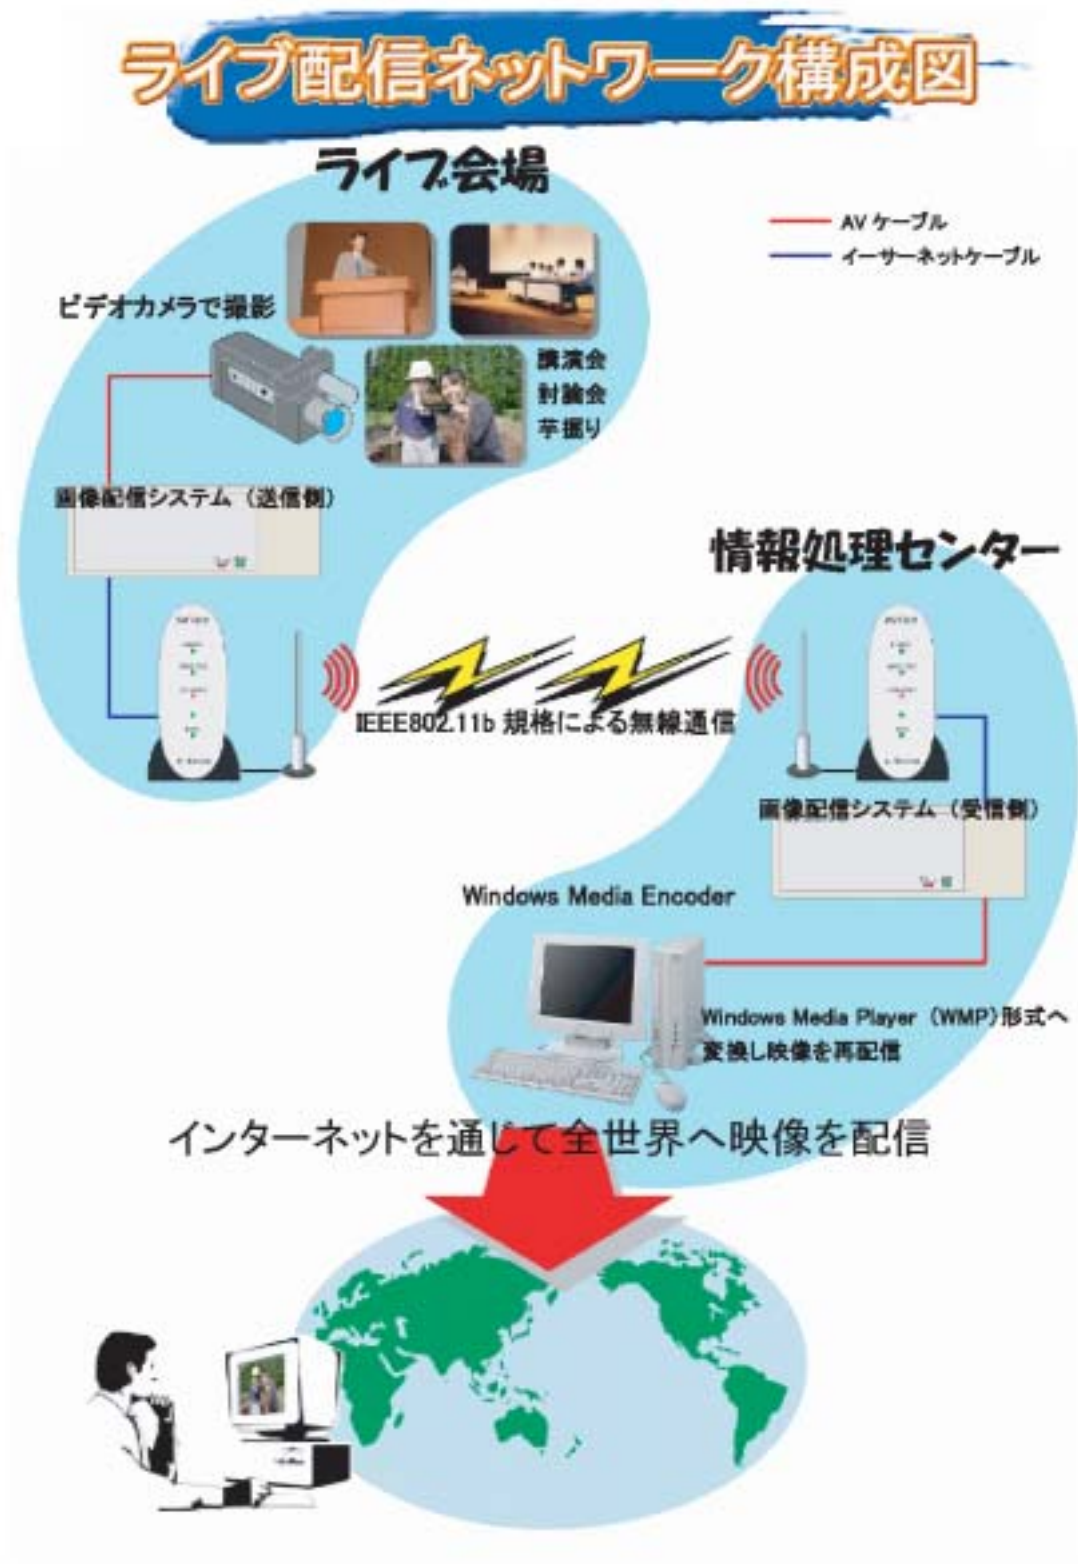 ライブ配信ネットワーク構成図
ライブ会場
AV ケーブル
イーサーネットケーブル
ビデオカメラで撮影
講演会
討論会
芋掘り
画像配信システム（送信側）
情報処理センター
IEEE802.11b 規格による無線通信
画像配信システム（受信側）
Windows Media Encoder
Windows Media Player（WMP）形式へ
変換し映像を再配信
インターネットを通じて全世界へ映像を配信